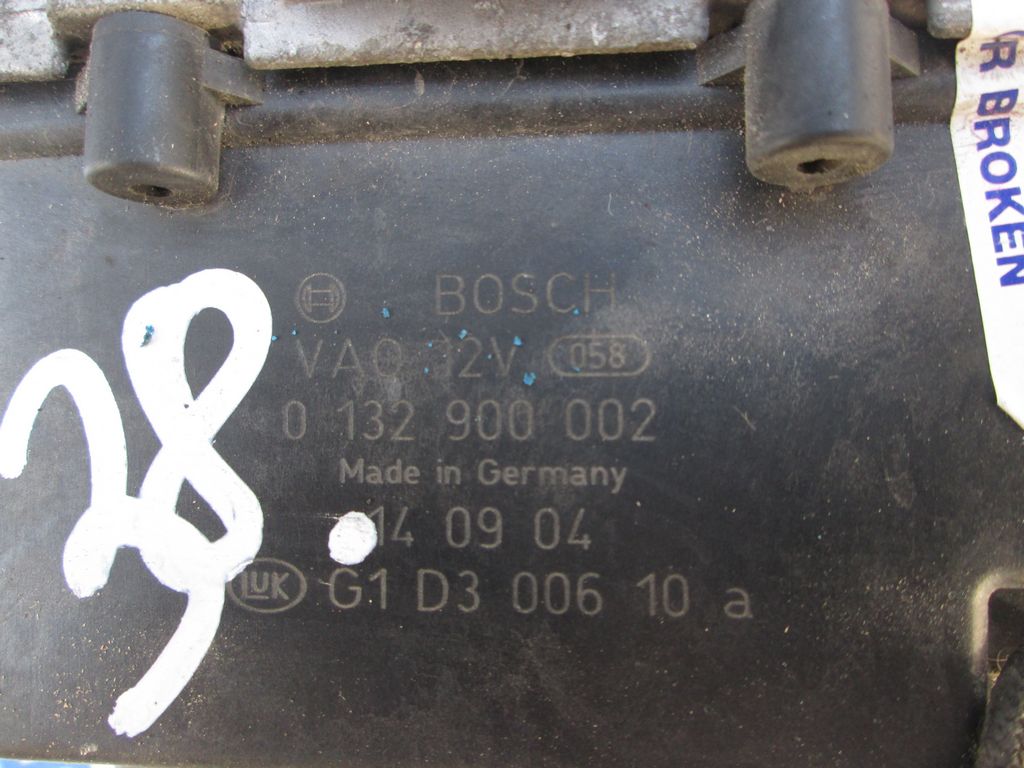 R BROKEN
BOSCH
VAO 12V 058
0 132 900 002
Made in Germany
14 09 04
LUK G1 D3 006 10 a
38